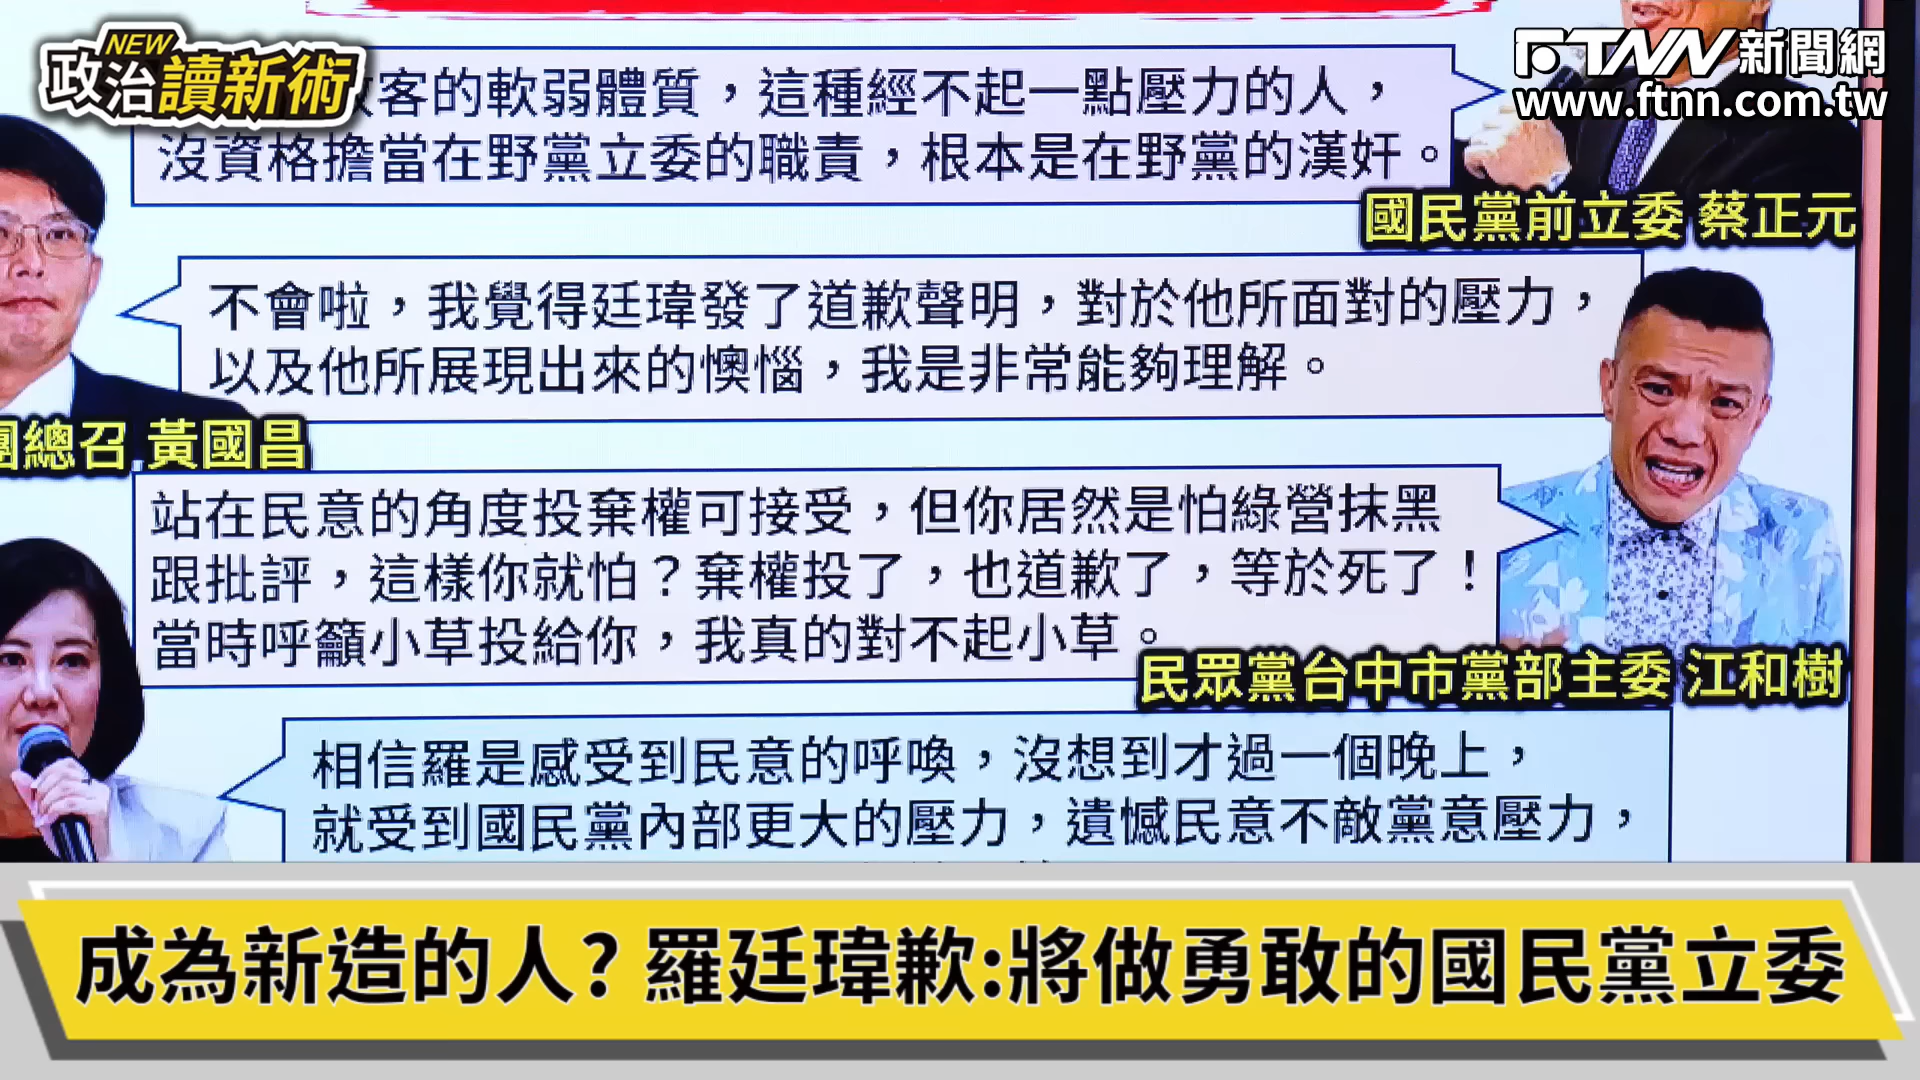 NEW
政治讀新術
FTNN新聞網
www.ftnn.com.tw
客的軟弱體質，這種經不起一點壓力的人，
沒資格擔當在野黨立委的職責，根本是在野黨的漢奸。
國民黨前立委 蔡正元
不會啦，我覺得廷瑋發了道歉聲明，對於他所面對的壓力，
以及他所展現出來的懊惱，我是非常能夠理解。
團總召 黃國昌
站在民意的角度投棄權可接受，但你居然是怕綠營抹黑
跟批評，這樣你就怕？棄權投了，也道歉了，等於死了！
當時呼籲小草投給你，我真的對不起小草。
民眾黨台中市黨部主委 江和樹
相信羅是感受到民意的呼喚，沒想到才過一個晚上，
就受到國民黨內部更大的壓力，遺憾民意不敵黨意壓力，
成為新造的人? 羅廷瑋歉:將做勇敢的國民黨立委